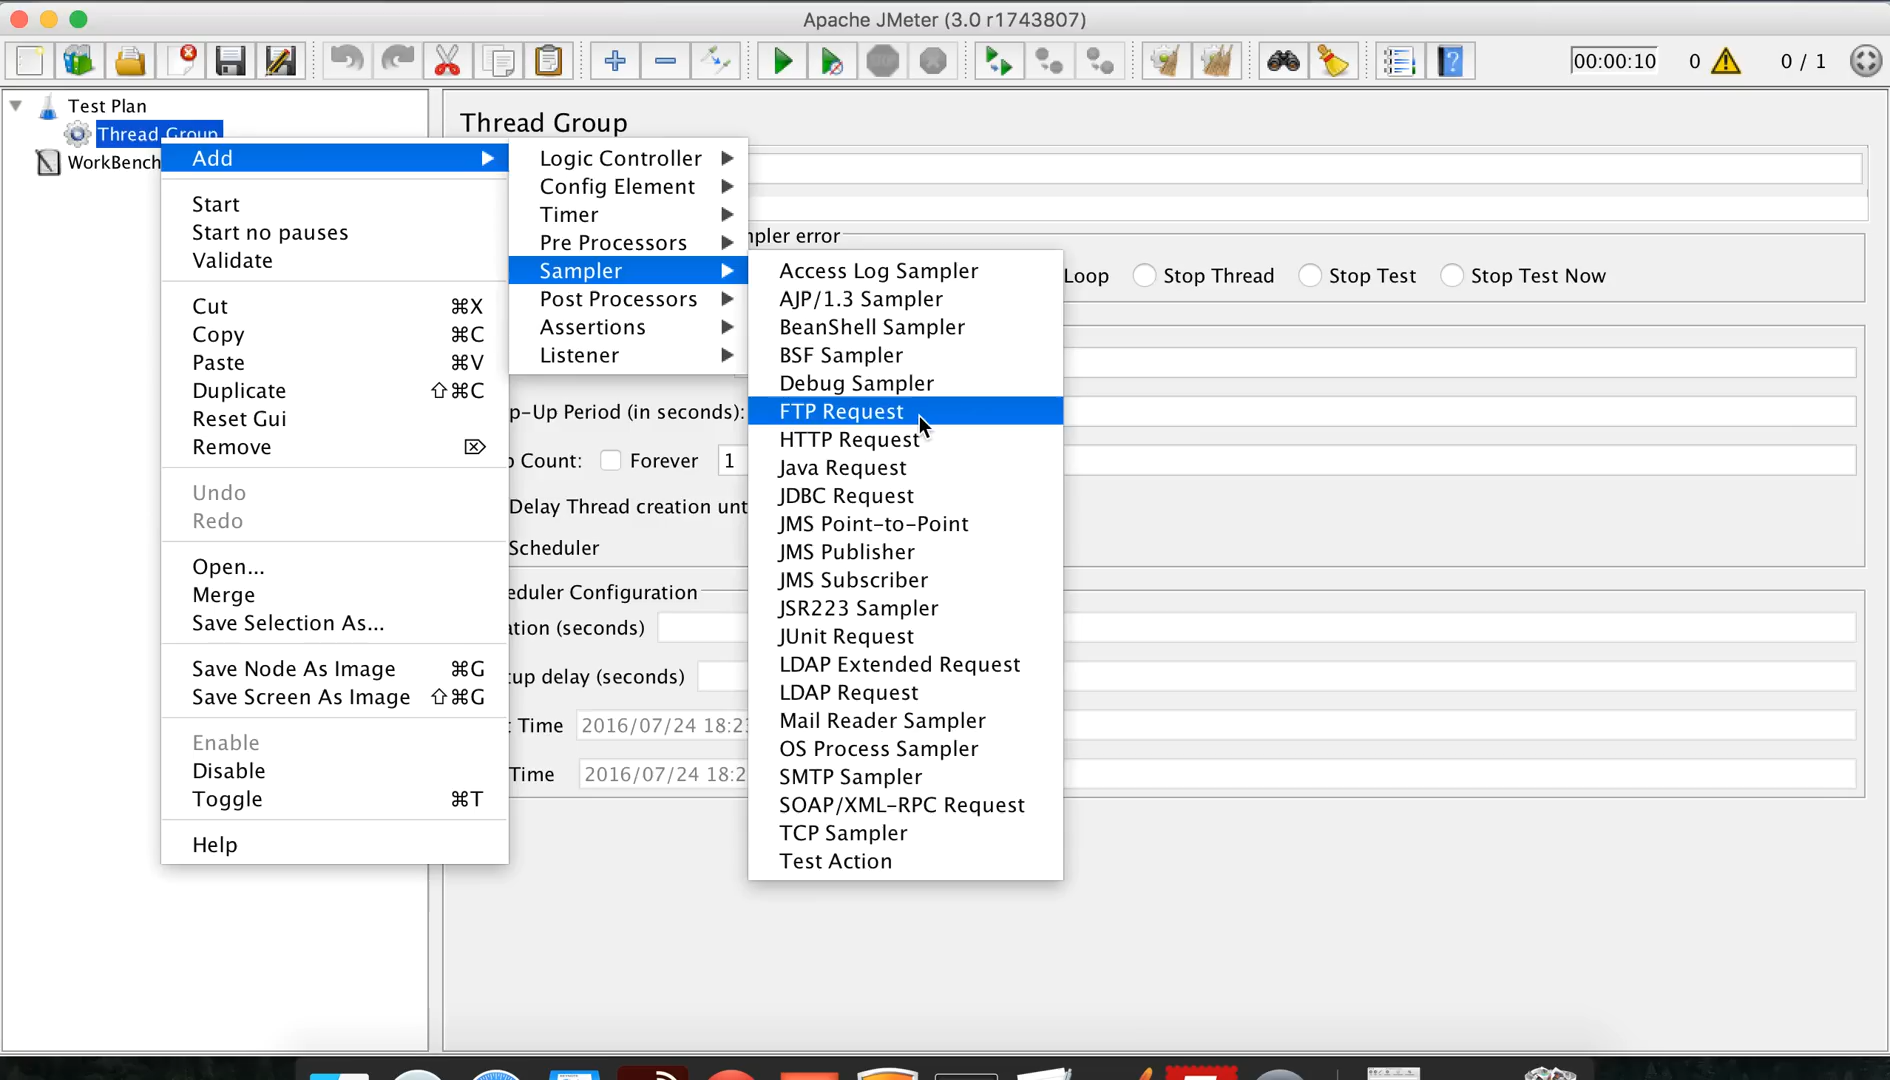 Apache JMeter (3.0 r1743807)
00:00:10
0
0 / 1
Test Plan
Thread Group
WorkBench
Thread Group
Add
Start
Start no pauses
Validate
Cut ⌘X
Copy ⌘C
Paste ⌘V
Duplicate ⇧⌘C
Reset Gui
Remove ⌦
Undo
Redo
Open...
Merge
Save Selection As...
Save Node As Image ⌘G
Save Screen As Image ⇧⌘G
Enable
Disable
Toggle ⌘T
Help
Logic Controller
Config Element
Timer
Pre Processors
Sampler
Post Processors
Assertions
Listener
Access Log Sampler
AJP/1.3 Sampler
BeanShell Sampler
BSF Sampler
Debug Sampler
FTP Request
HTTP Request
Java Request
JDBC Request
JMS Point-to-Point
JMS Publisher
JMS Subscriber
JSR223 Sampler
JUnit Request
LDAP Extended Request
LDAP Request
Mail Reader Sampler
OS Process Sampler
SMTP Sampler
SOAP/XML-RPC Request
TCP Sampler
Test Action
mpler error
Loop Stop Thread Stop Test Stop Test Now
p-Up Period (in seconds):
Count: Forever 1
Delay Thread creation unt
Scheduler
eduler Configuration
ation (seconds)
tup delay (seconds)
Time 2016/07/24 18:2
Time 2016/07/24 18:2